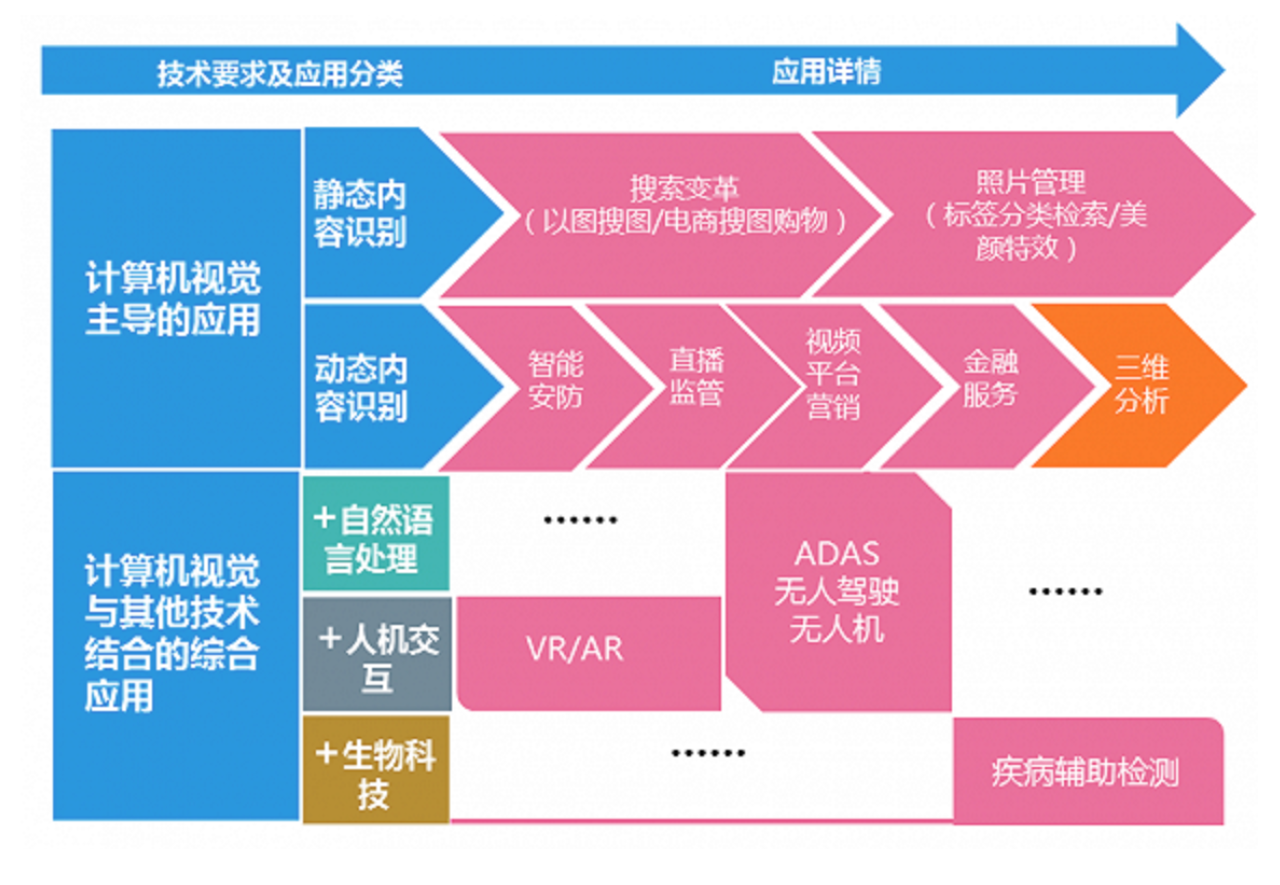 技术要求及应用分类
应用详情
计算机视觉
主导的应用
静态内
容识别
搜索变革
（以图搜图/电商搜图购物）
照片管理
（标签分类检索/美
颜特效）
动态内
容识别
智能
安防
直播
监管
视频
平台
营销
金融
服务
三维
分析
计算机视觉
与其他技术
结合的综合
应用
+自然语
言处理
......
ADAS
无人驾驶
无人机
......
+人机交
互
VR/AR
+生物科
技
......
疾病辅助检测